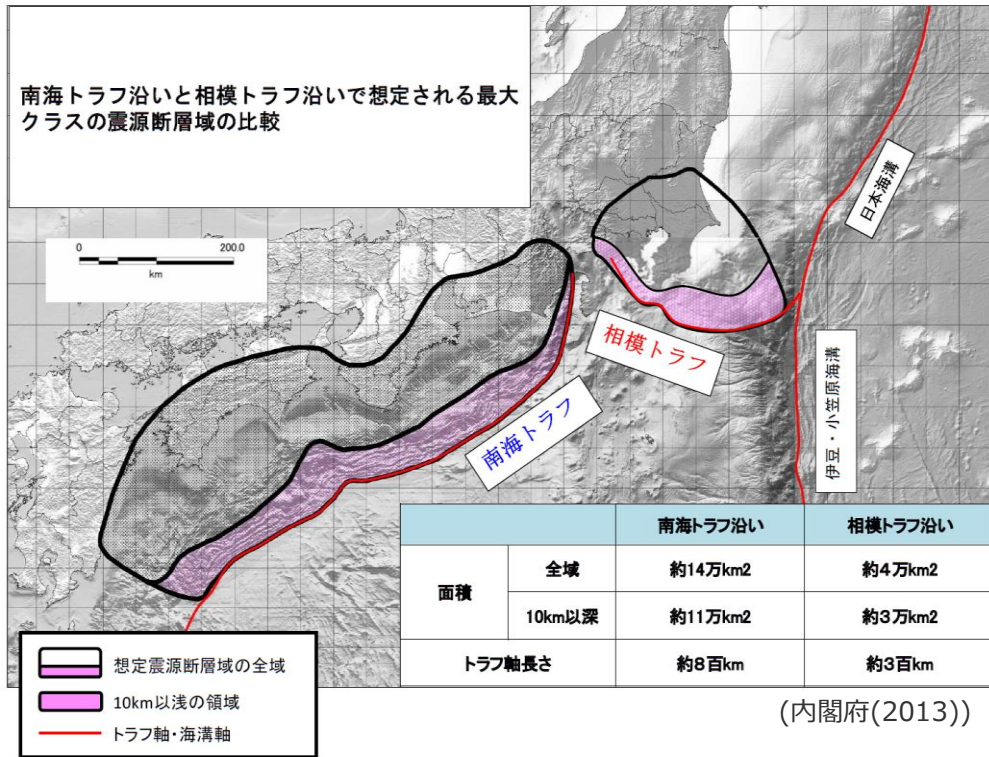 南海トラフ沿いと相模トラフ沿いで想定される最大
クラスの震源断層域の比較
0 200.0
km
日本海溝
相模トラフ
南海トラフ
伊豆・小笠原海溝
南海トラフ沿い 相模トラフ沿い
面積 全域 約14万km2 約4万km2
10km以深 約11万km2 約3万km2
トラフ軸長さ 約8百km 約3百km
想定震源断層域の全域
10km以浅の領域
トラフ軸・海溝軸
(内閣府(2013))